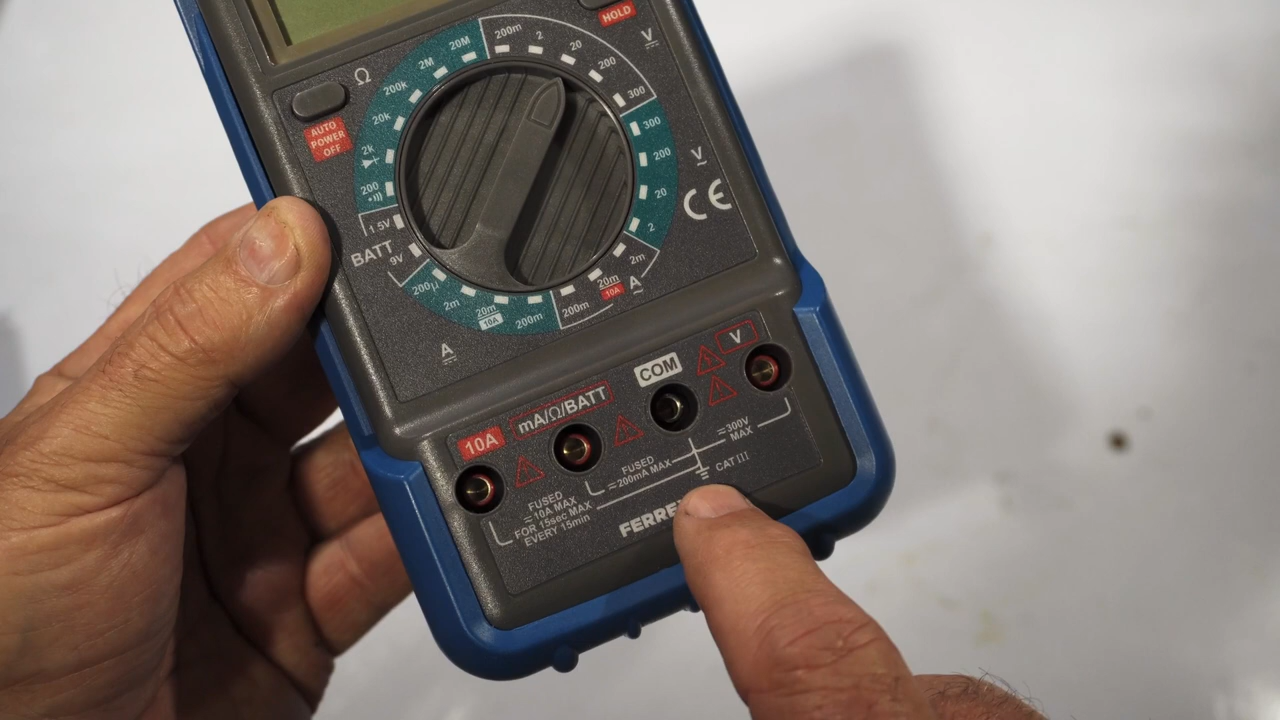 HOLD
200m 2 20 200 300
V
300 200 20 2
V
CE
2m 20m 10A 200m
A
Ω
20M 2M 200k 20k 2k 200
AUTO
POWER
OFF
1.5V
BATT
9V
200µ 2m 20m 10A 200m
A
10A mA/Ω/BATT COM V
FUSED
≂10A MAX
FOR 15sec MAX
EVERY 15min
FUSED
≂200mA MAX
≂300V
MAX
CAT III